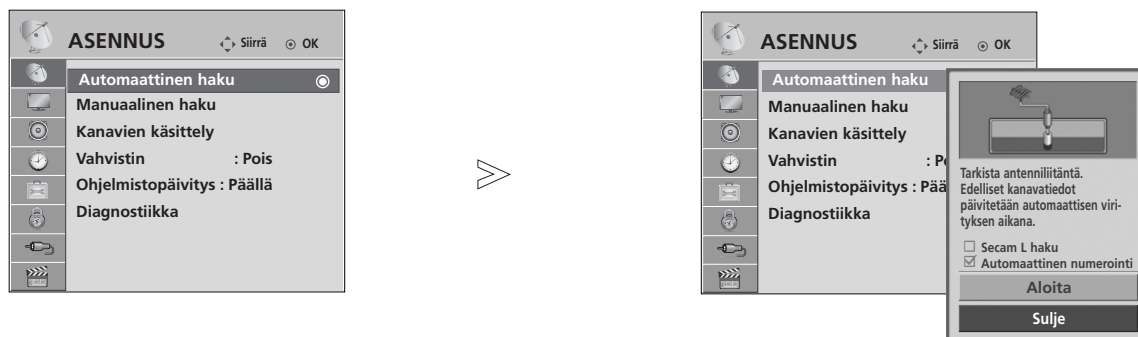 ASENNUS Siirrä OK
Automaattinen haku
Manuaalinen haku
Kanavien käsittely
Vahvistin : Pois
Ohjelmistopäivitys : Päällä
Diagnostiikka
ASENNUS Siirrä OK
Automaattinen haku
Manuaalinen haku
Kanavien käsittely
Vahvistin : P
Ohjelmistopäivitys : Pää
Diagnostiikka
Tarkista antenniliitäntä.
Edelliset kanavatiedot
päivitetään automaattisen viri-
tyksen aikana.
Secam L haku
Automaattinen numerointi
Aloita
Sulje